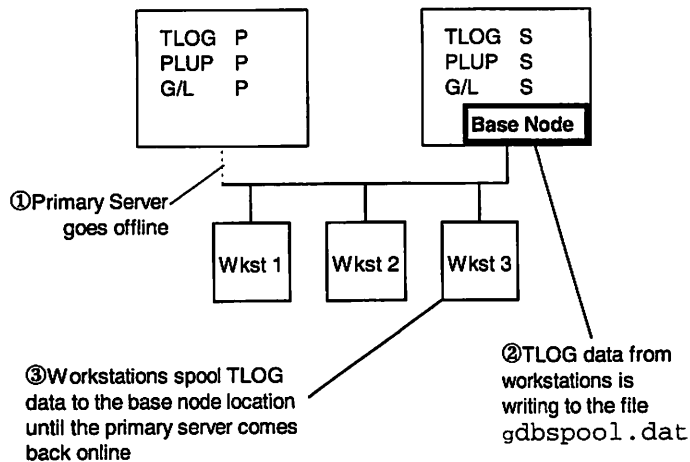 TLOG P
PLUP P
G/L P
TLOG S
PLUP S
G/L S
Base Node
①Primary Server
goes offline
Wkst 1
Wkst 2
Wkst 3
③Workstations spool TLOG
data to the base node location
until the primary server comes
back online
②TLOG data from
workstations is
writing to the file
gdbspool.dat